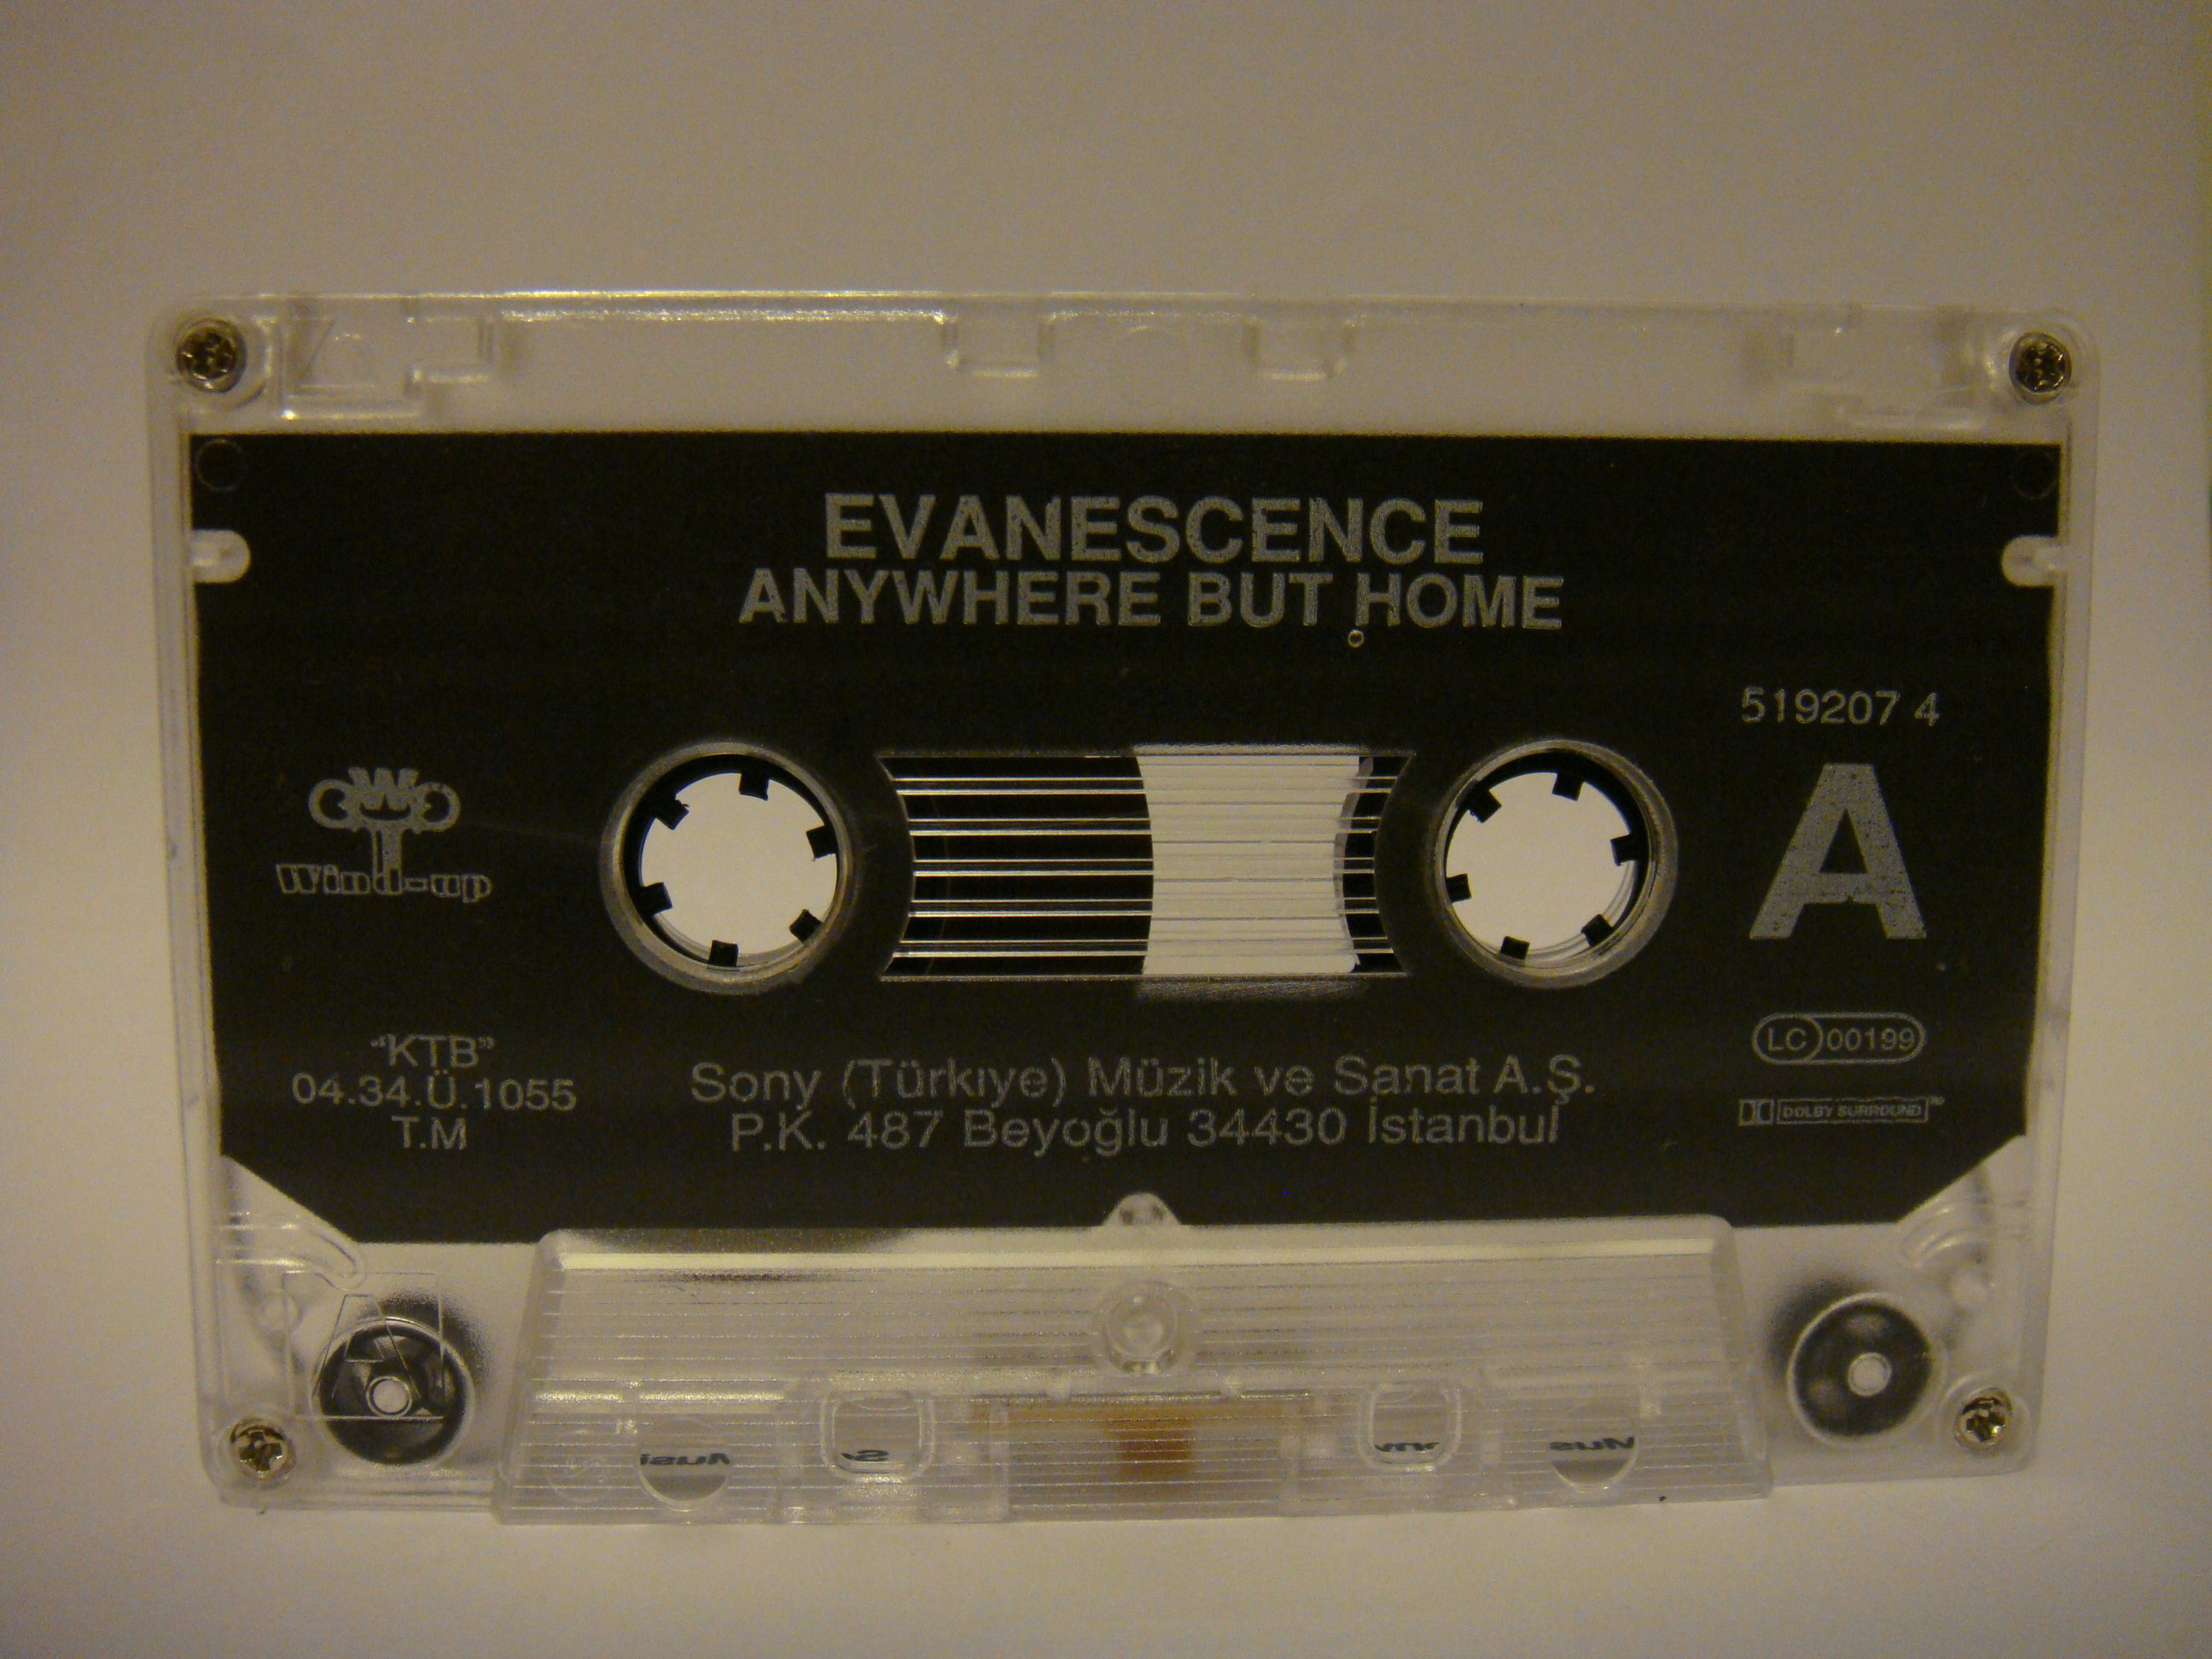 EVANESCENCE
ANYWHERE BUT HOME
519207 4
A
Wind-up
LC 00199
DOLBY SURROUND
"KTB"
04.34.Ü.1055
T.M
Sony (Türkıye) Müzik ve Sanat A.Ş.
P.K. 487 Beyoğlu 34430 İstanbul
A